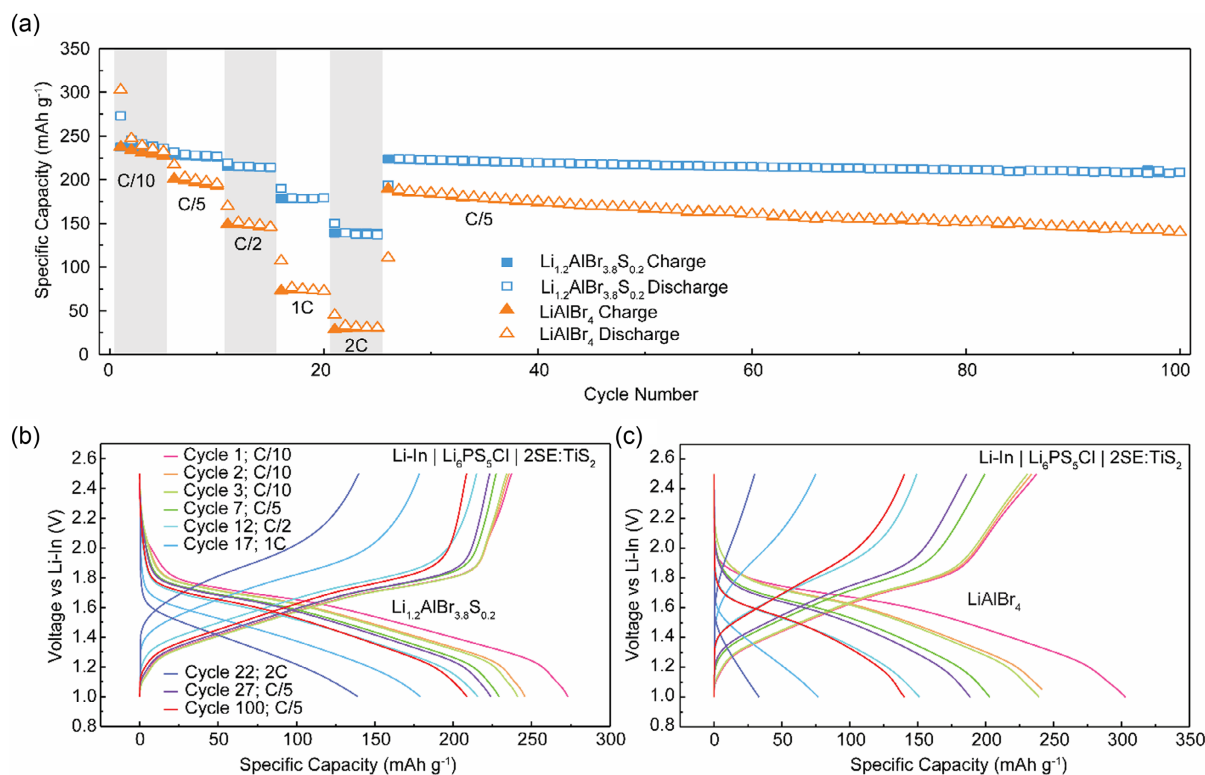 (a)
350
300
250
200
150
100
50
0
Specific Capacity (mAh g⁻¹)
C/10
C/5
C/2
1C
2C
C/5
Li₁.₂AlBr₃.₈S₀.₂ Charge
Li₁.₂AlBr₃.₈S₀.₂ Discharge
LiAlBr₄ Charge
LiAlBr₄ Discharge
0 20 40 60 80 100
Cycle Number
(b)
Cycle 1; C/10
Cycle 2; C/10
Cycle 3; C/10
Cycle 7; C/5
Cycle 12; C/2
Cycle 17; 1C
Li-In | Li₆PS₅Cl | 2SE:TiS₂
Li₁.₂AlBr₃.₈S₀.₂
Cycle 22; 2C
Cycle 27; C/5
Cycle 100; C/5
2.6
2.4
2.2
2.0
1.8
1.6
1.4
1.2
1.0
0.8
Voltage vs Li-In (V)
0 50 100 150 200 250 300
Specific Capacity (mAh g⁻¹)
(c)
Li-In | Li₆PS₅Cl | 2SE:TiS₂
LiAlBr₄
2.6
2.4
2.2
2.0
1.8
1.6
1.4
1.2
1.0
0.8
Voltage vs Li-In (V)
0 50 100 150 200 250 300 350
Specific Capacity (mAh g⁻¹)